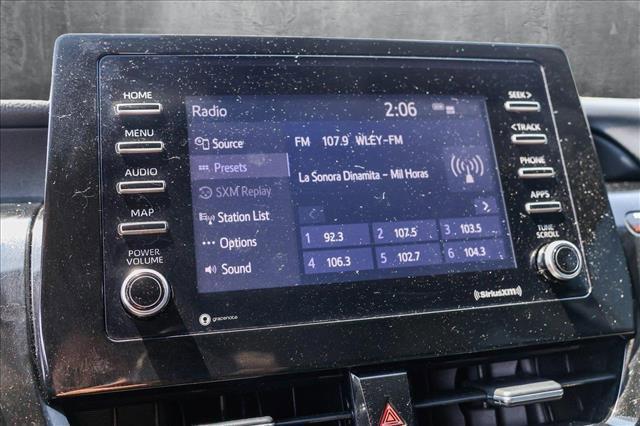 HOME
MENU
AUDIO
MAP
POWER
VOLUME
Radio
2:06
Source
Presets
SXM Replay
Station List
Options
Sound
FM 107.9 WLEY-FM
La Sonora Dinamita - Mil Horas
1 92.3 2 107.5 3 103.5
4 106.3 5 102.7 6 104.3
SEEK>
<TRACK
PHONE
APPS
TUNE-
SCROLL
gracenote
SiriusXM